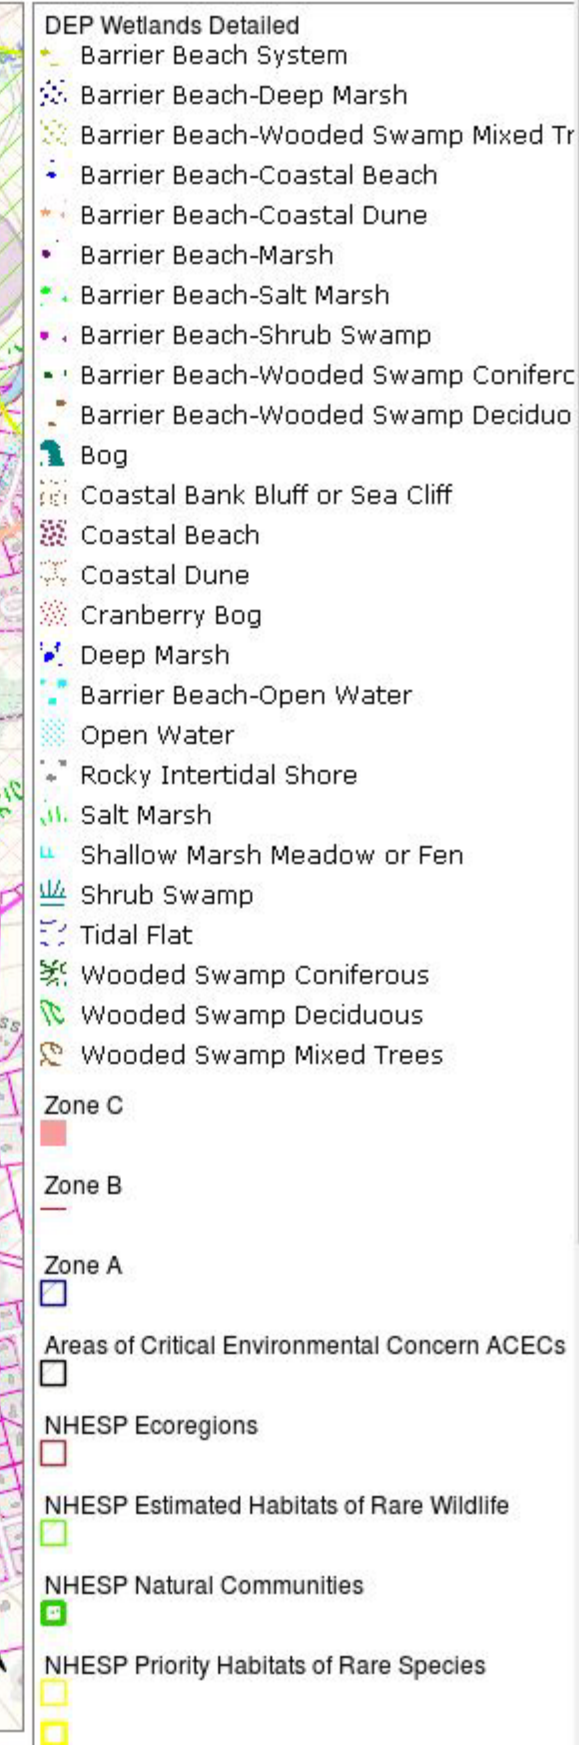 DEP Wetlands Detailed
Barrier Beach System
Barrier Beach-Deep Marsh
Barrier Beach-Wooded Swamp Mixed Tr
Barrier Beach-Coastal Beach
Barrier Beach-Coastal Dune
Barrier Beach-Marsh
Barrier Beach-Salt Marsh
Barrier Beach-Shrub Swamp
Barrier Beach-Wooded Swamp Coniferc
Barrier Beach-Wooded Swamp Deciduo
Bog
Coastal Bank Bluff or Sea Cliff
Coastal Beach
Coastal Dune
Cranberry Bog
Deep Marsh
Barrier Beach-Open Water
Open Water
Rocky Intertidal Shore
Salt Marsh
Shallow Marsh Meadow or Fen
Shrub Swamp
Tidal Flat
Wooded Swamp Coniferous
Wooded Swamp Deciduous
Wooded Swamp Mixed Trees
Zone C
Zone B
Zone A
Areas of Critical Environmental Concern ACECs
NHESP Ecoregions
NHESP Estimated Habitats of Rare Wildlife
NHESP Natural Communities
NHESP Priority Habitats of Rare Species